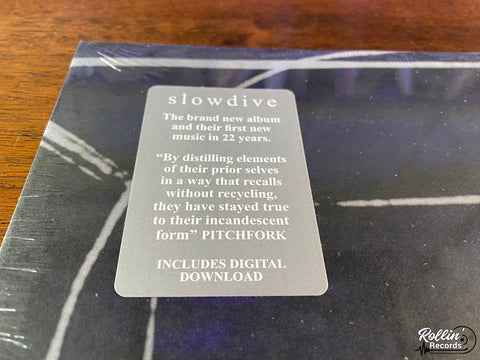 slowdive
The brand new album
and their first new
music in 22 years.
“By distilling elements
of their prior selves
in a way that recalls
without recycling,
they have stayed true
to their incandescent
form” PITCHFORK
INCLUDES DIGITAL
DOWNLOAD
Rollin'
Records